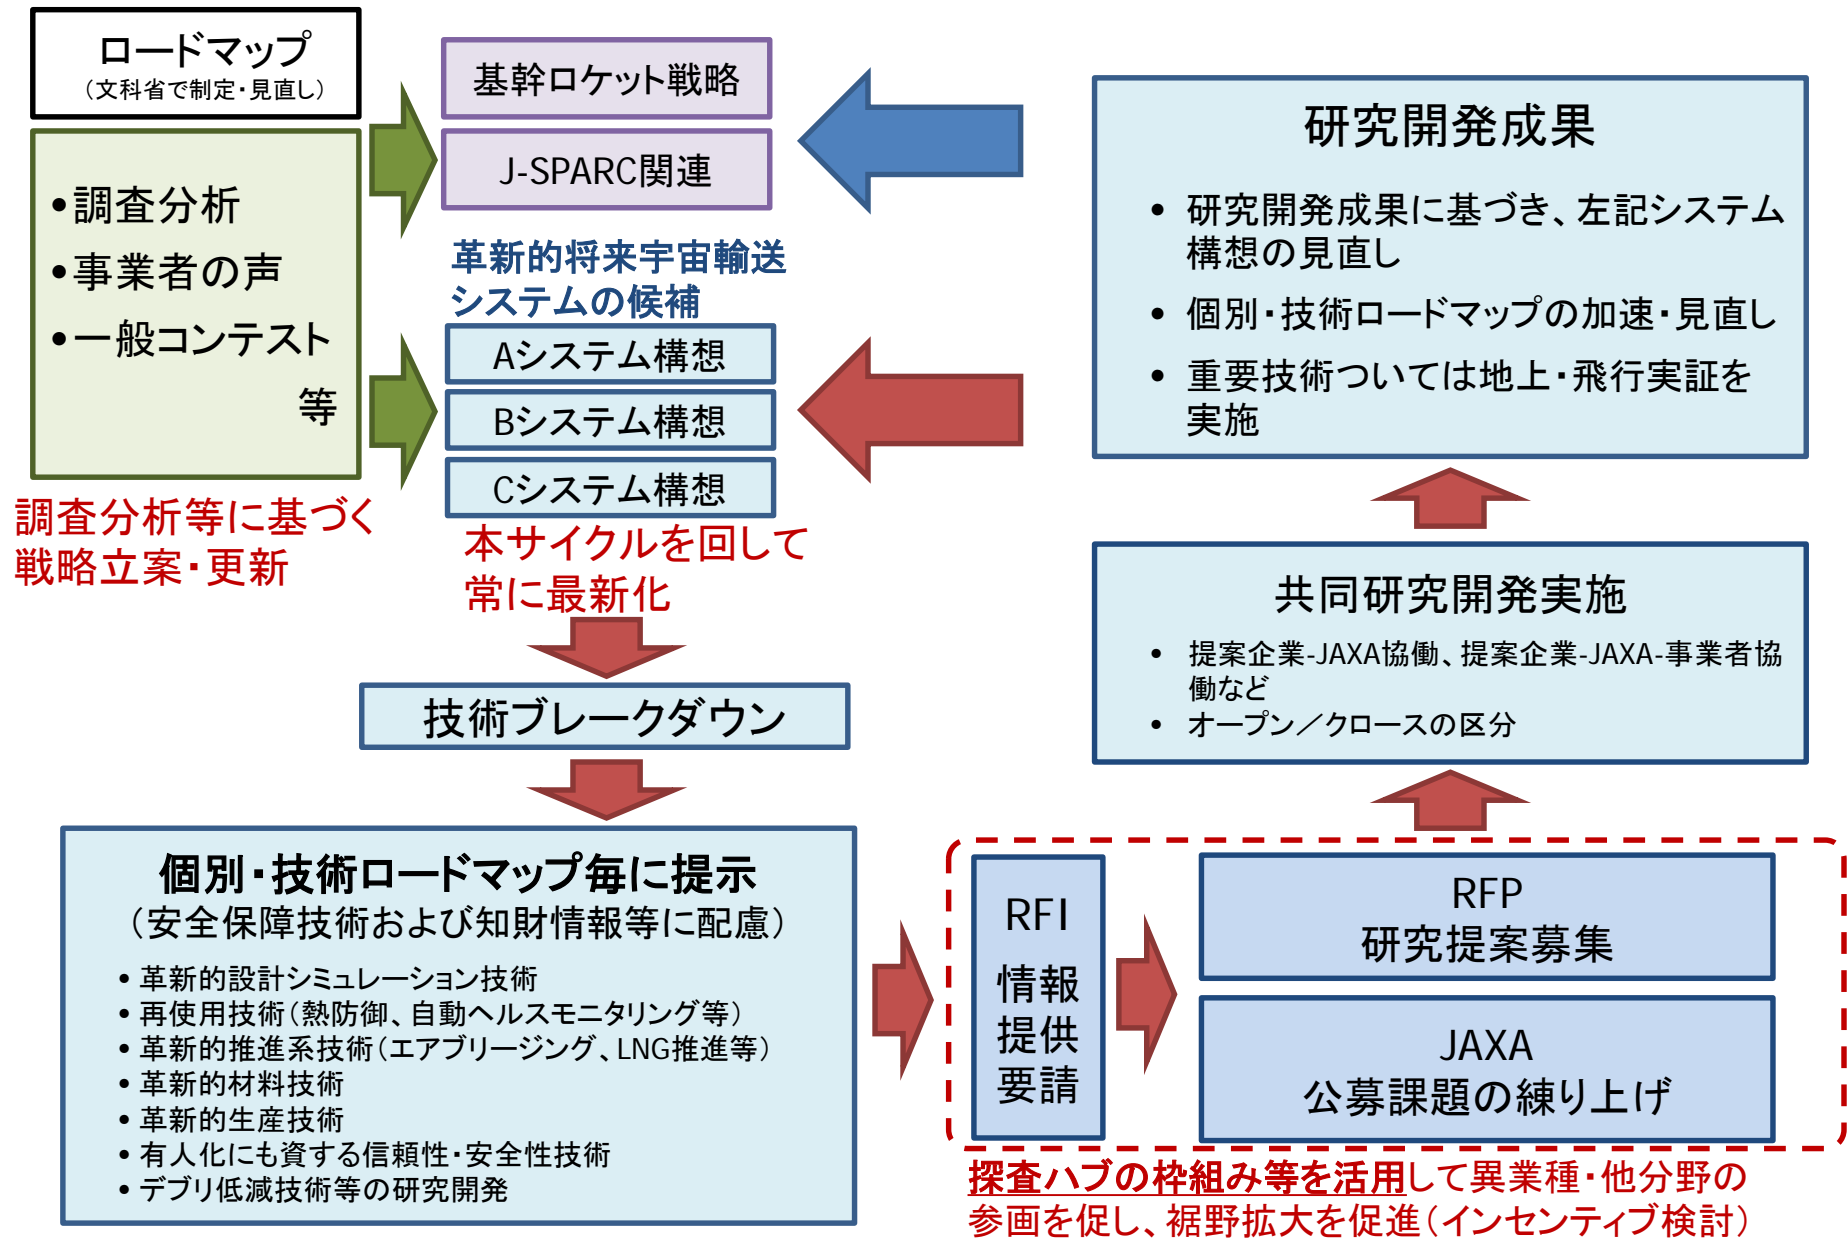 ロードマップ
（文科省で制定・見直し）
•調査分析
•事業者の声
•一般コンテスト
等
調査分析等に基づく
戦略立案・更新
基幹ロケット戦略
J-SPARC関連
革新的将来宇宙輸送
システムの候補
Aシステム構想
Bシステム構想
Cシステム構想
本サイクルを回して
常に最新化
技術ブレークダウン
個別・技術ロードマップ毎に提示
（安全保障技術および知財情報等に配慮）
•革新的設計シミュレーション技術
•再使用技術（熱防御、自動ヘルスモニタリング等）
•革新的推進系技術（エアブリージング、LNG推進等）
•革新的材料技術
•革新的生産技術
•有人化にも資する信頼性・安全性技術
•デブリ低減技術等の研究開発
RFI
情報
提供
要請
RFP
研究提案募集
JAXA
公募課題の練り上げ
探査ハブの枠組み等を活用して異業種・他分野の
参画を促し、裾野拡大を促進（インセンティブ検討）
共同研究開発実施
• 提案企業-JAXA協働、提案企業-JAXA-事業者協
働など
• オープン／クロースの区分
研究開発成果
• 研究開発成果に基づき、左記システム
構想の見直し
• 個別・技術ロードマップの加速・見直し
• 重要技術ついては地上・飛行実証を
実施